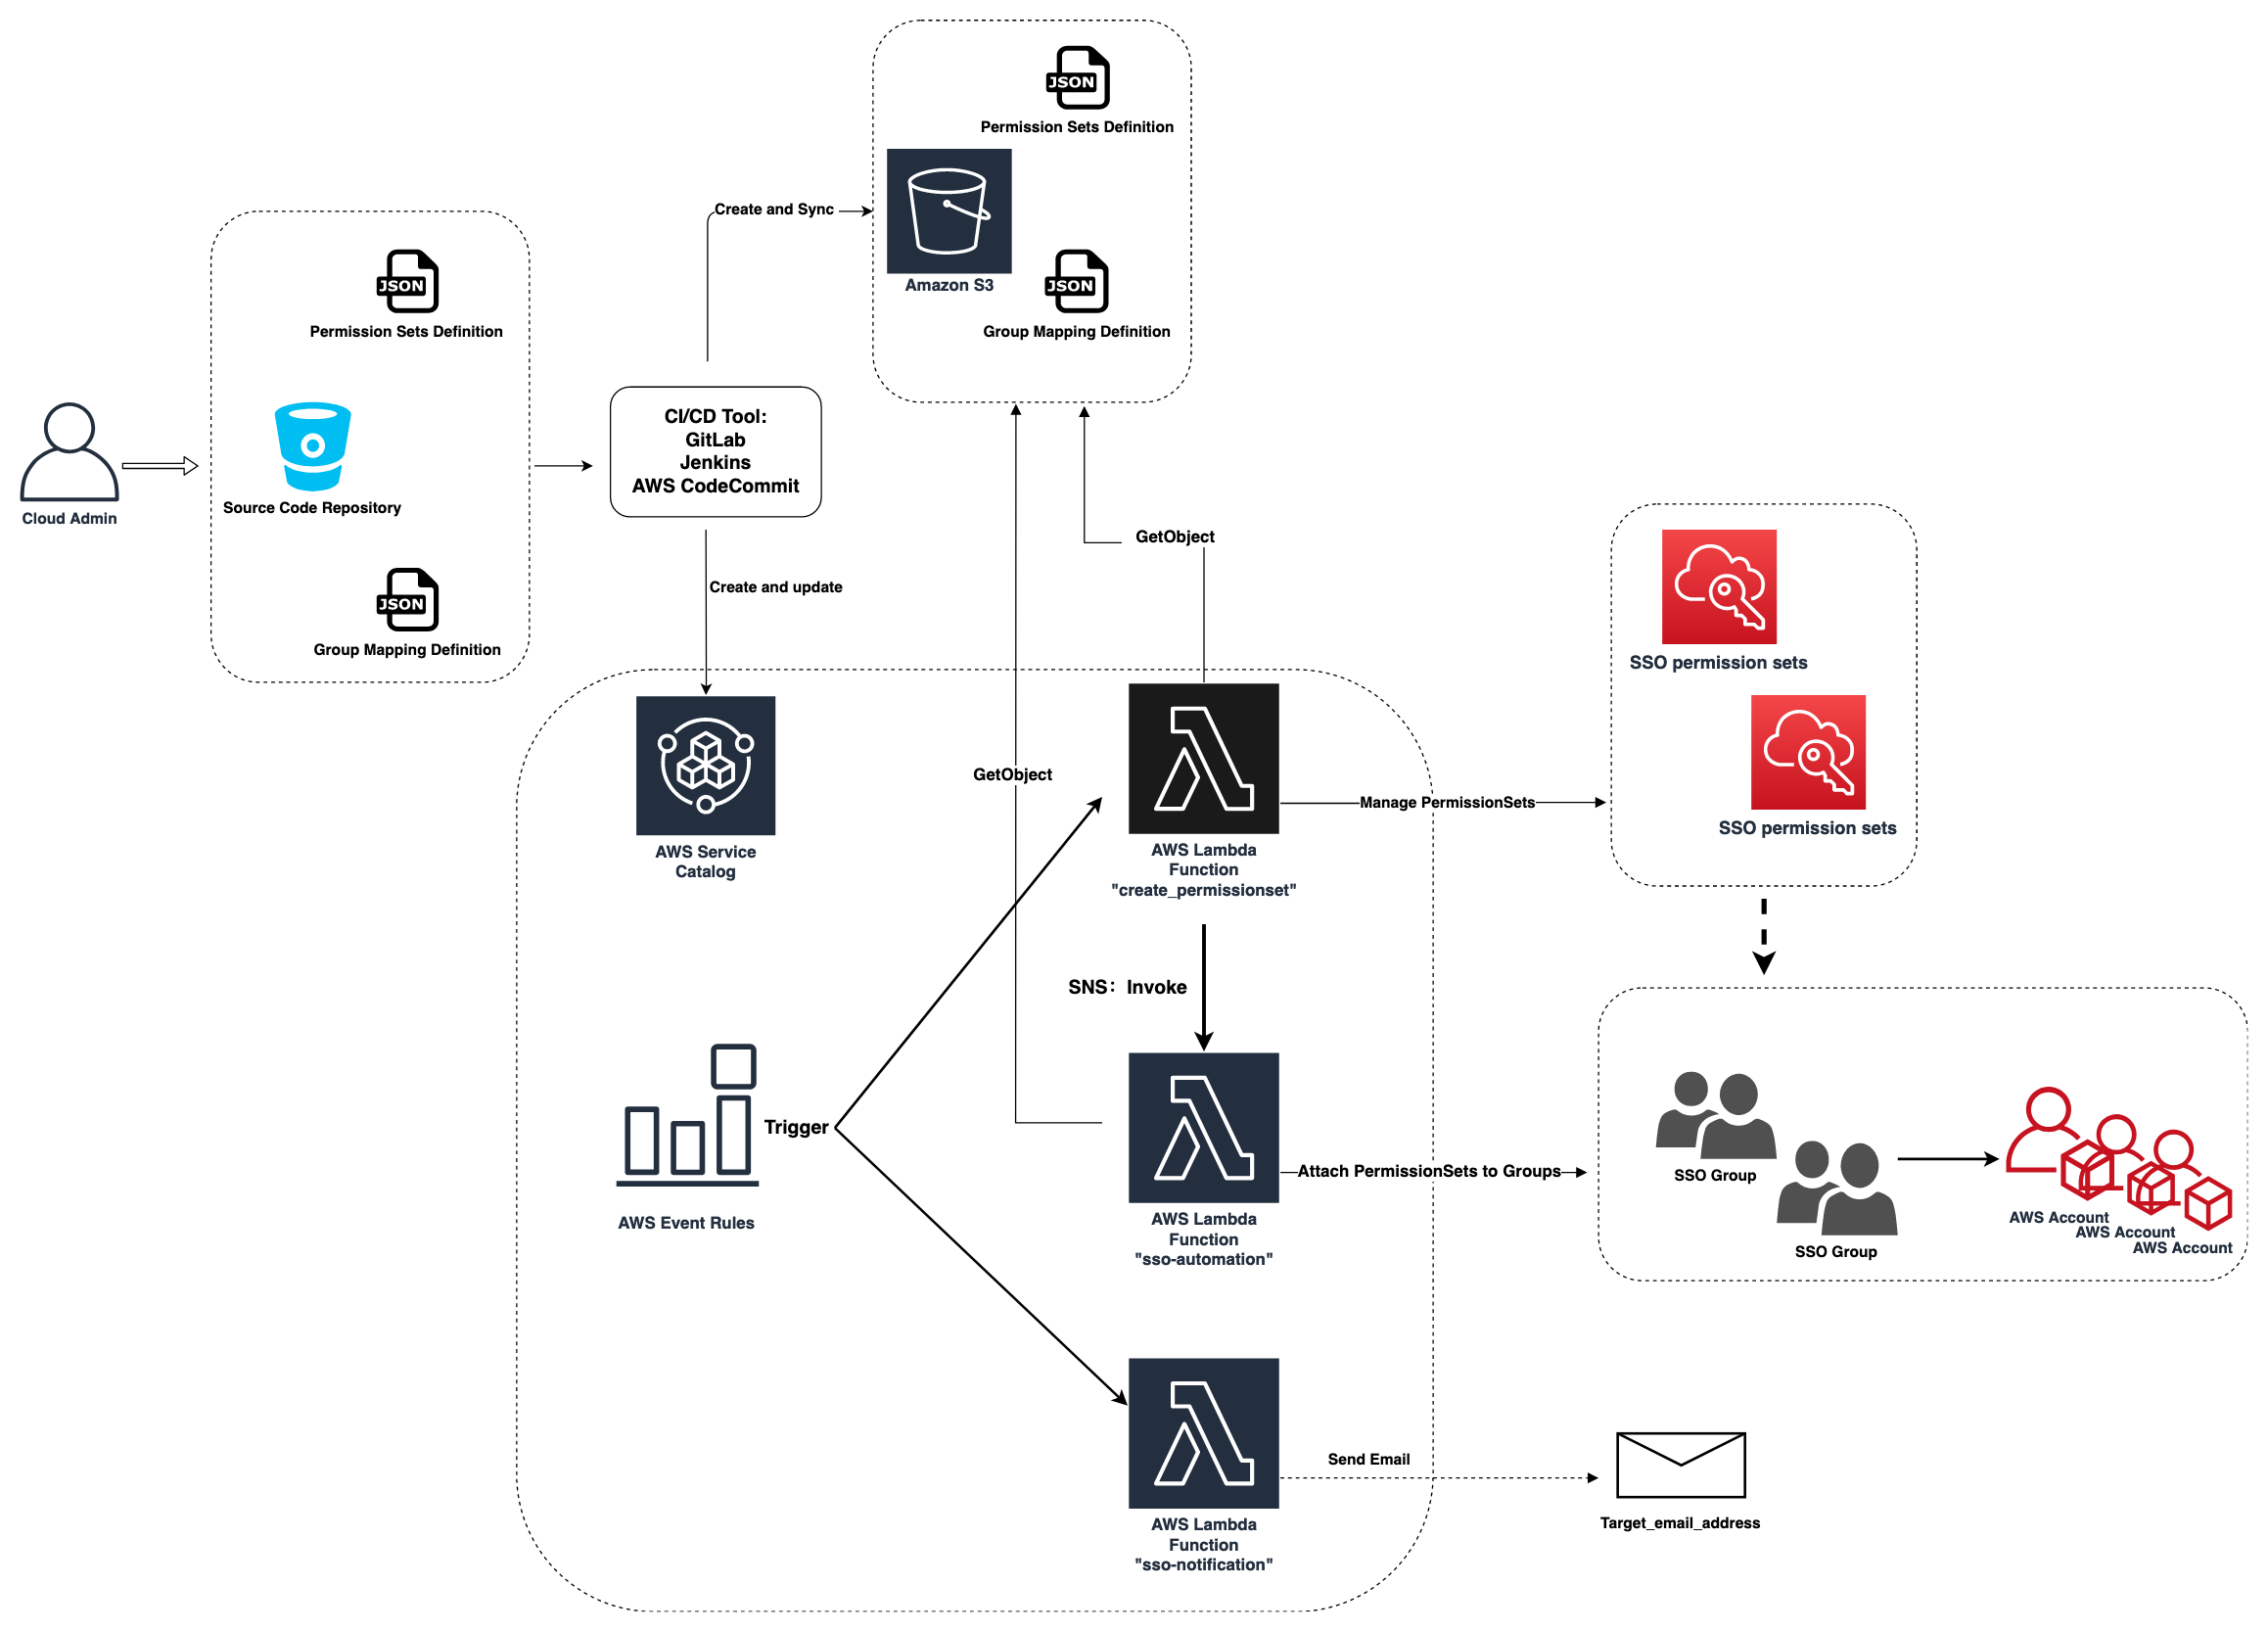 JSON
Permission Sets Definition
Create and Sync
Amazon S3
JSON
Group Mapping Definition
JSON
Permission Sets Definition
Source Code Repository
JSON
Group Mapping Definition
Cloud Admin
CI/CD Tool:
GitLab
Jenkins
AWS CodeCommit
GetObject
Create and update
SSO permission sets
SSO permission sets
GetObject
Manage PermissionSets
AWS Service
Catalog
AWS Lambda
Function
"create_permissionset"
SNS: Invoke
Trigger
AWS Event Rules
Attach PermissionSets to Groups
AWS Lambda
Function
"sso-automation"
SSO Group
SSO Group
AWS Account
AWS Account
AWS Account
Send Email
AWS Lambda
Function
"sso-notification"
Target_email_address